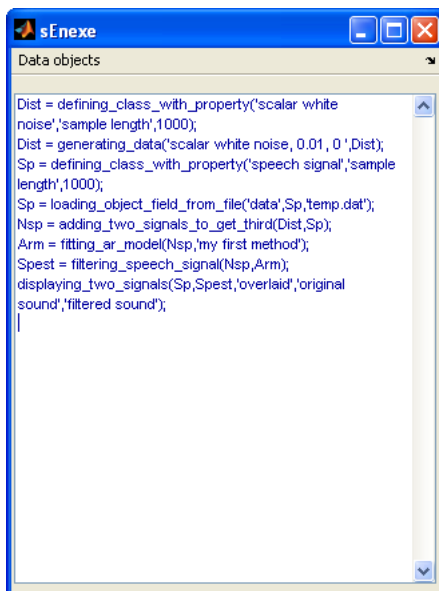 sEnexe
Data objects
Dist = defining_class_with_property('scalar white
noise','sample length',1000);
Dist = generating_data('scalar white noise, 0.01, 0 ',Dist);
Sp = defining_class_with_property('speech signal','sample
length',1000);
Sp = loading_object_field_from_file('data',Sp,'temp.dat');
Nsp = adding_two_signals_to_get_third(Dist,Sp);
Arm = fitting_ar_model(Nsp,'my first method');
Spest = filtering_speech_signal(Nsp,Arm);
displaying_two_signals(Sp,Spest,'overlaid','original
sound','filtered sound');